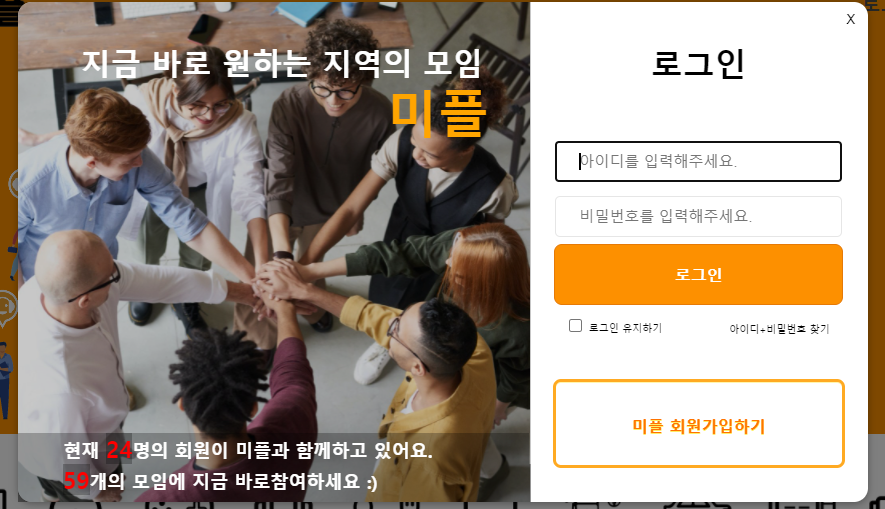 지금 바로 원하는 지역의 모임
미플
현재 24명의 회원이 미플과 함께하고 있어요.
59개의 모임에 지금 바로참여하세요 :)
X
로그인
아이디를 입력해주세요.
비밀번호를 입력해주세요.
로그인
로그인 유지하기
아이디+비밀번호 찾기
미플 회원가입하기